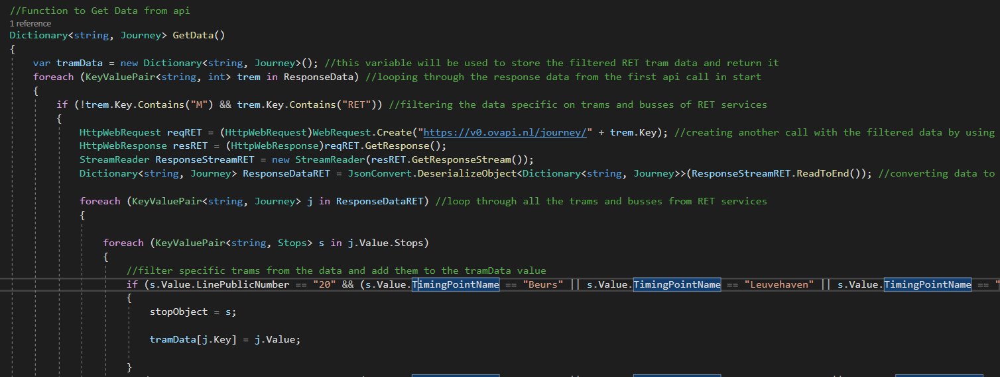 //Function to Get Data from api
1 reference
Dictionary<string, Journey> GetData()
{
var tramData = new Dictionary<string, Journey>(); //this variable will be used to store the filtered RET tram data and return it
foreach (KeyValuePair<string, int> trem in ResponseData) //looping through the response data from the first api call in start
{
if (!trem.Key.Contains("M") && trem.Key.Contains("RET")) //filtering the data specific on trams and busses of RET services
{
HttpWebRequest reqRET = (HttpWebRequest)WebRequest.Create("https://v0.ovapi.nl/journey/" + trem.Key); //creating another call with the filtered data by using
HttpWebResponse resRET = (HttpWebResponse)reqRET.GetResponse();
StreamReader ResponseStreamRET = new StreamReader(resRET.GetResponseStream());
Dictionary<string, Journey> ResponseDataRET = JsonConvert.DeserializeObject<Dictionary<string, Journey>>(ResponseStreamRET.ReadToEnd()); //converting data to
foreach (KeyValuePair<string, Journey> j in ResponseDataRET) //loop through all the trams and busses from RET services
{
foreach (KeyValuePair<string, Stops> s in j.Value.Stops)
{
//filter specific trams from the data and add them to the tramData value
if (s.Value.LinePublicNumber == "20" && (s.Value.TimingPointName == "Beurs" || s.Value.TimingPointName == "Leuvehaven" || s.Value.TimingPointName == "
{
stopObject = s;
tramData[j.Key] = j.Value;
}